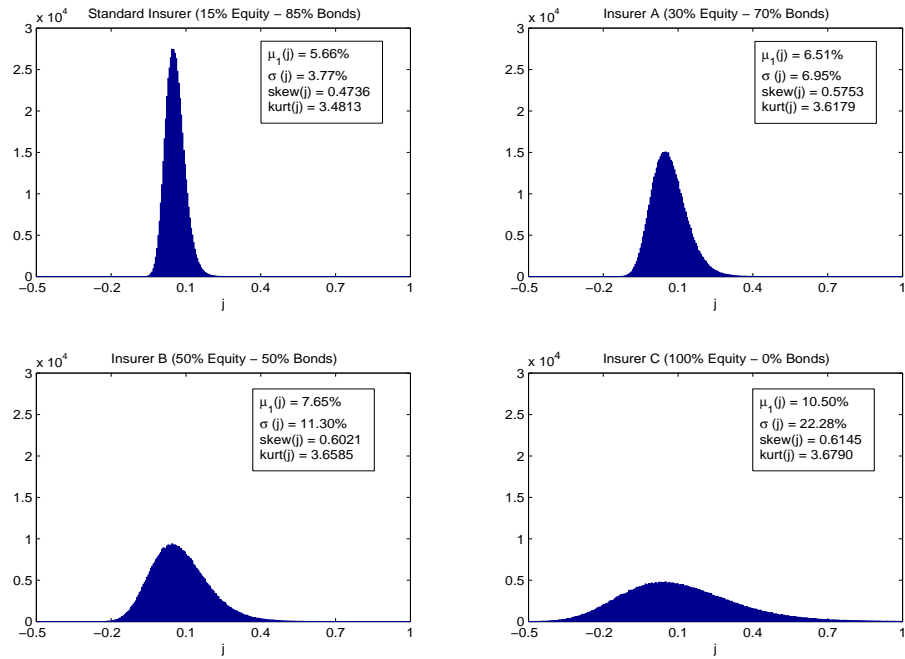 x 10^4
Standard Insurer (15% Equity − 85% Bonds)
3
2.5
2
1.5
1
0.5
0
μ_1(j) = 5.66%
σ (j) = 3.77%
skew(j) = 0.4736
kurt(j) = 3.4813
−0.5 −0.2 0.1 0.4 0.7 1
j
x 10^4
Insurer A (30% Equity − 70% Bonds)
3
2.5
2
1.5
1
0.5
0
μ_1(j) = 6.51%
σ (j) = 6.95%
skew(j) = 0.5753
kurt(j) = 3.6179
−0.5 −0.2 0.1 0.4 0.7 1
j
x 10^4
Insurer B (50% Equity − 50% Bonds)
3
2.5
2
1.5
1
0.5
0
μ_1(j) = 7.65%
σ (j) = 11.30%
skew(j) = 0.6021
kurt(j) = 3.6585
−0.5 −0.2 0.1 0.4 0.7 1
j
x 10^4
Insurer C (100% Equity − 0% Bonds)
3
2.5
2
1.5
1
0.5
0
μ_1(j) = 10.50%
σ (j) = 22.28%
skew(j) = 0.6145
kurt(j) = 3.6790
−0.5 −0.2 0.1 0.4 0.7 1
j